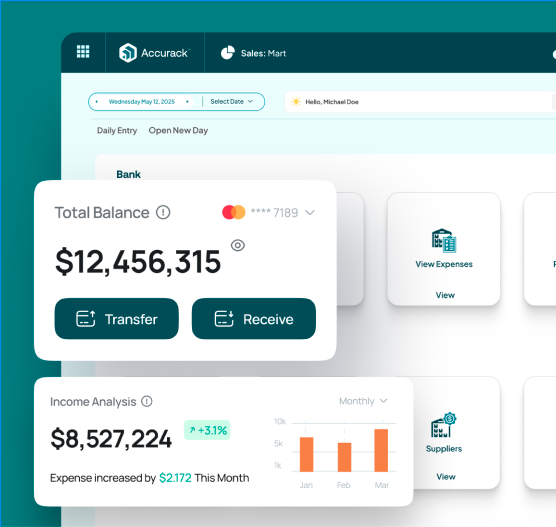 Accurack
Sales: Mart
Wednesday May 12, 2025
Select Date
Hello, Michael Doe
Daily Entry
Open New Day
Bank
Total Balance
**** 7189
$12,456,315
Transfer
Receive
View Expenses
View
Income Analysis
Monthly
$8,527,224
+3.1%
Expense increased by $2.172 This Month
10k
5k
1k
Jan Feb Mar
Suppliers
View